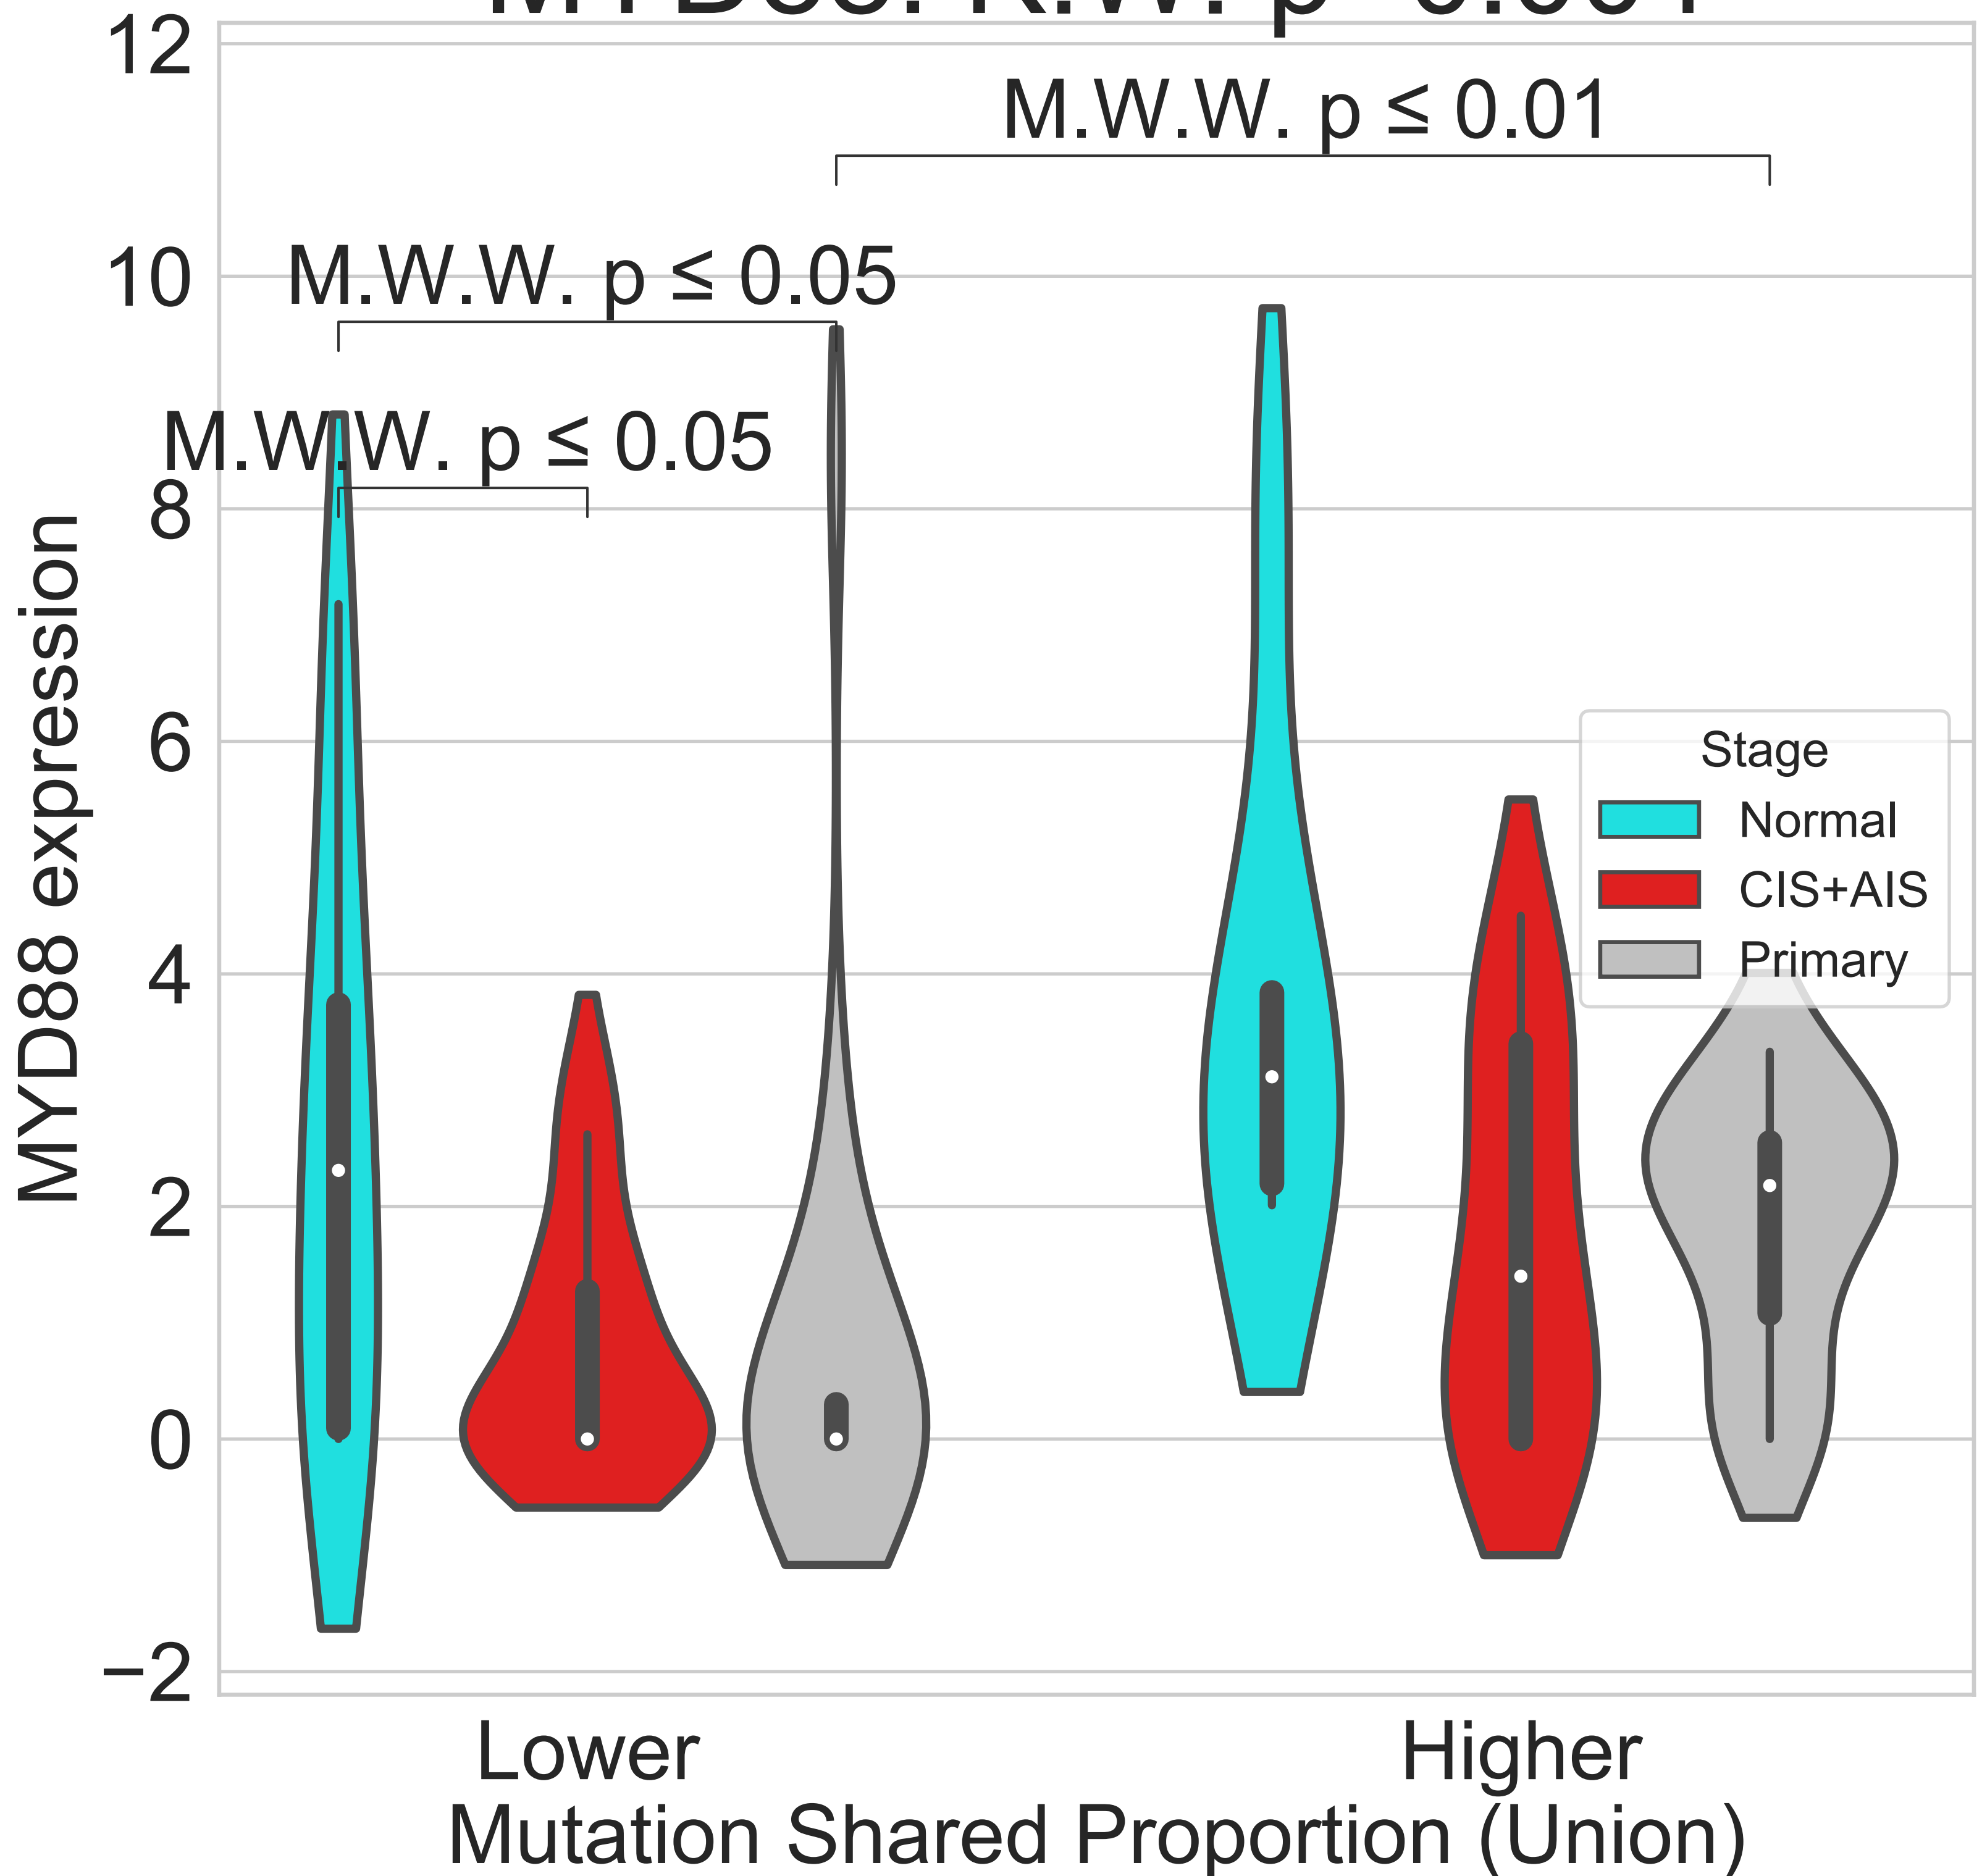 12
M.W.W. p ≤ 0.01
10
M.W.W. p ≤ 0.05
M.W.W. p ≤ 0.05
8
6
4
2
0
−2
MYD88 expression
Stage
Normal
CIS+AIS
Primary
Lower
Higher
Mutation Shared Proportion (Union)